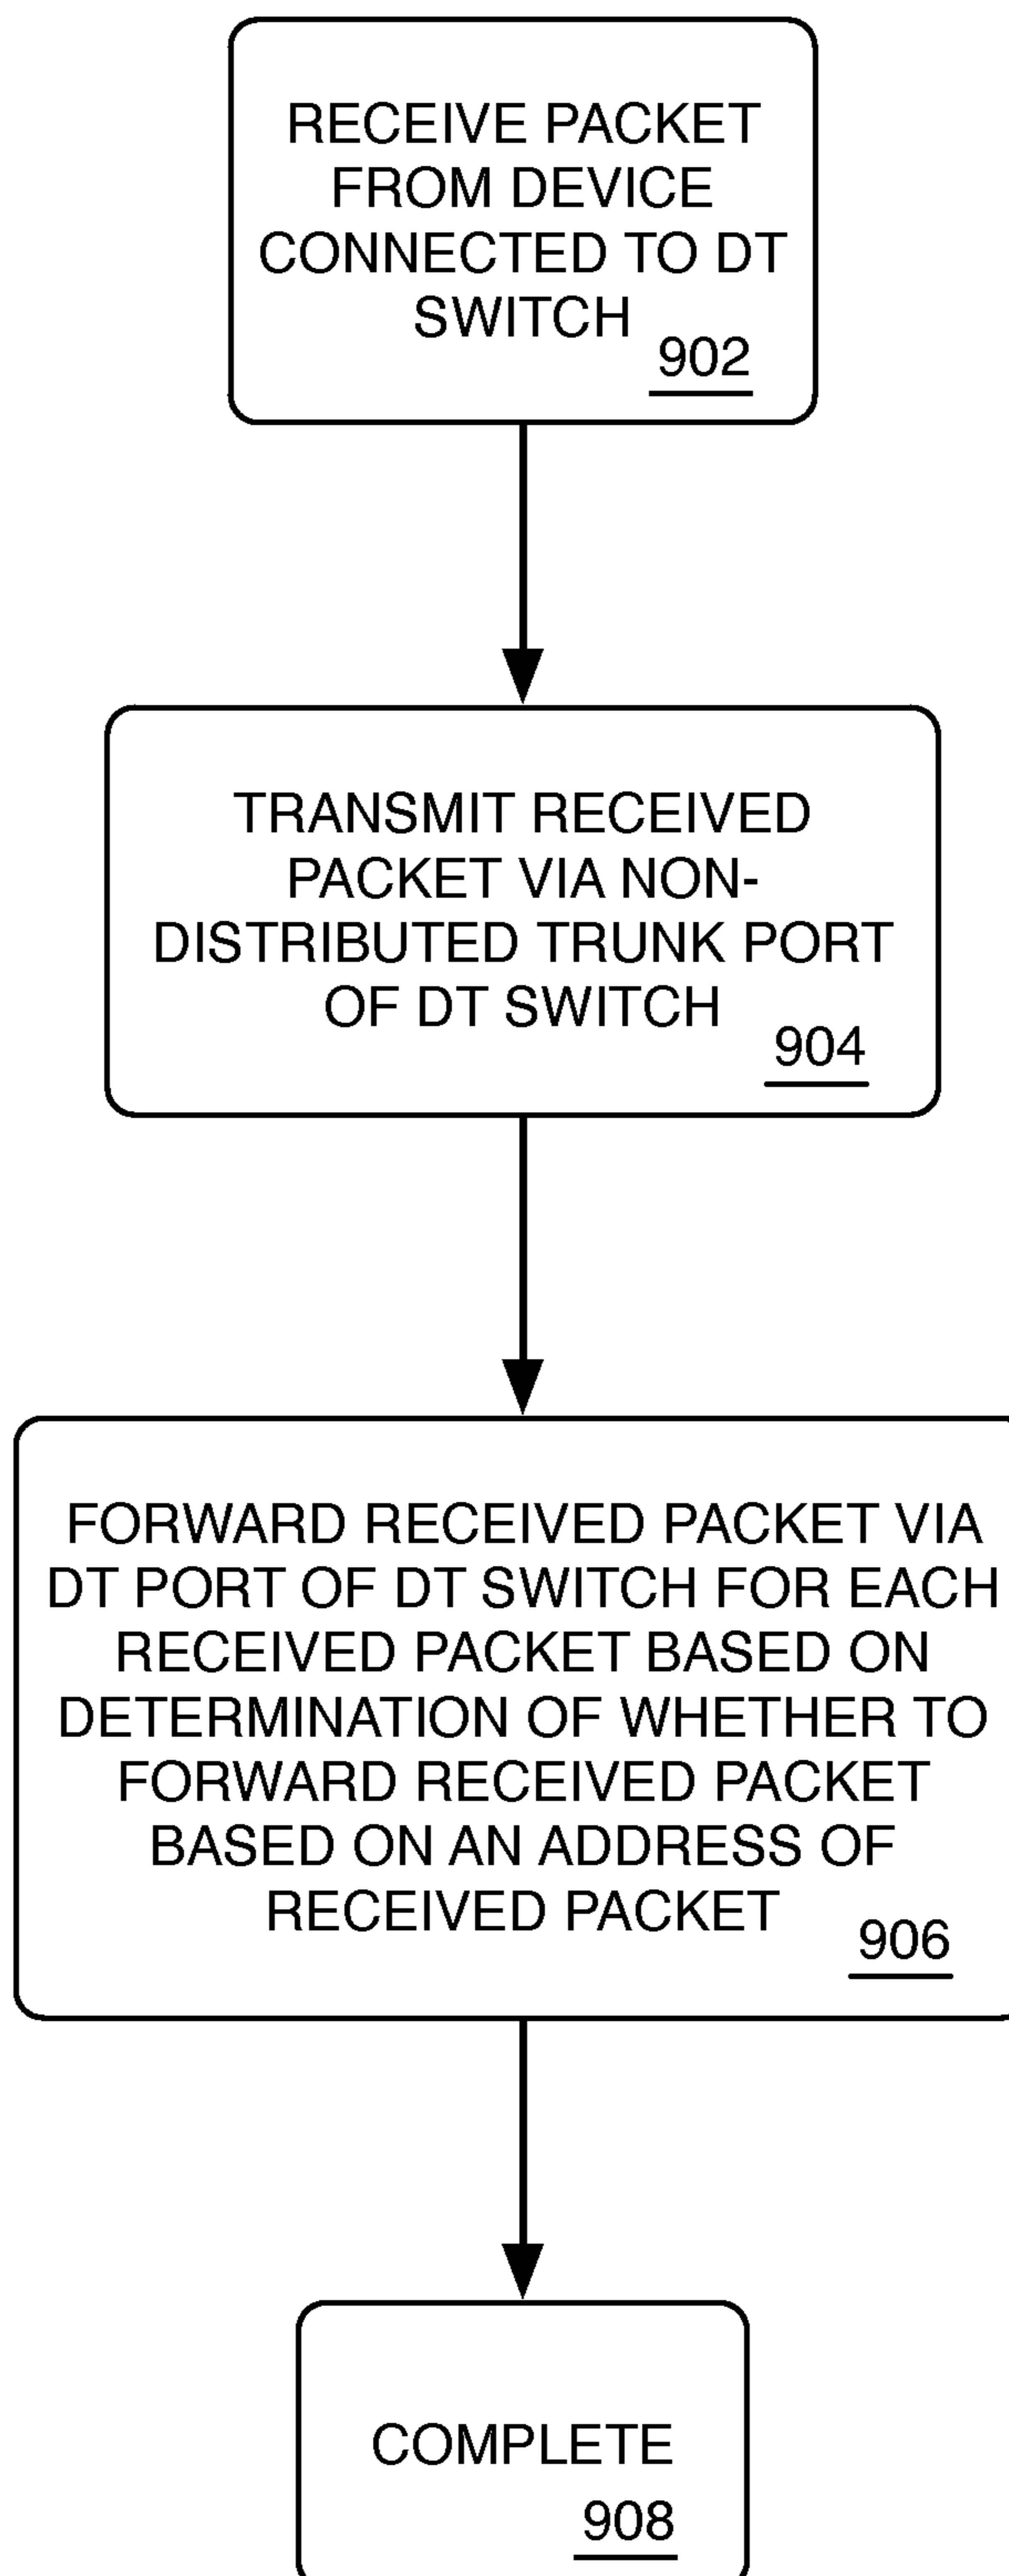 RECEIVE PACKET
FROM DEVICE
CONNECTED TO DT
SWITCH
902
TRANSMIT RECEIVED
PACKET VIA NON-
DISTRIBUTED TRUNK PORT
OF DT SWITCH
904
FORWARD RECEIVED PACKET VIA
DT PORT OF DT SWITCH FOR EACH
RECEIVED PACKET BASED ON
DETERMINATION OF WHETHER TO
FORWARD RECEIVED PACKET
BASED ON AN ADDRESS OF
RECEIVED PACKET
906
COMPLETE
908